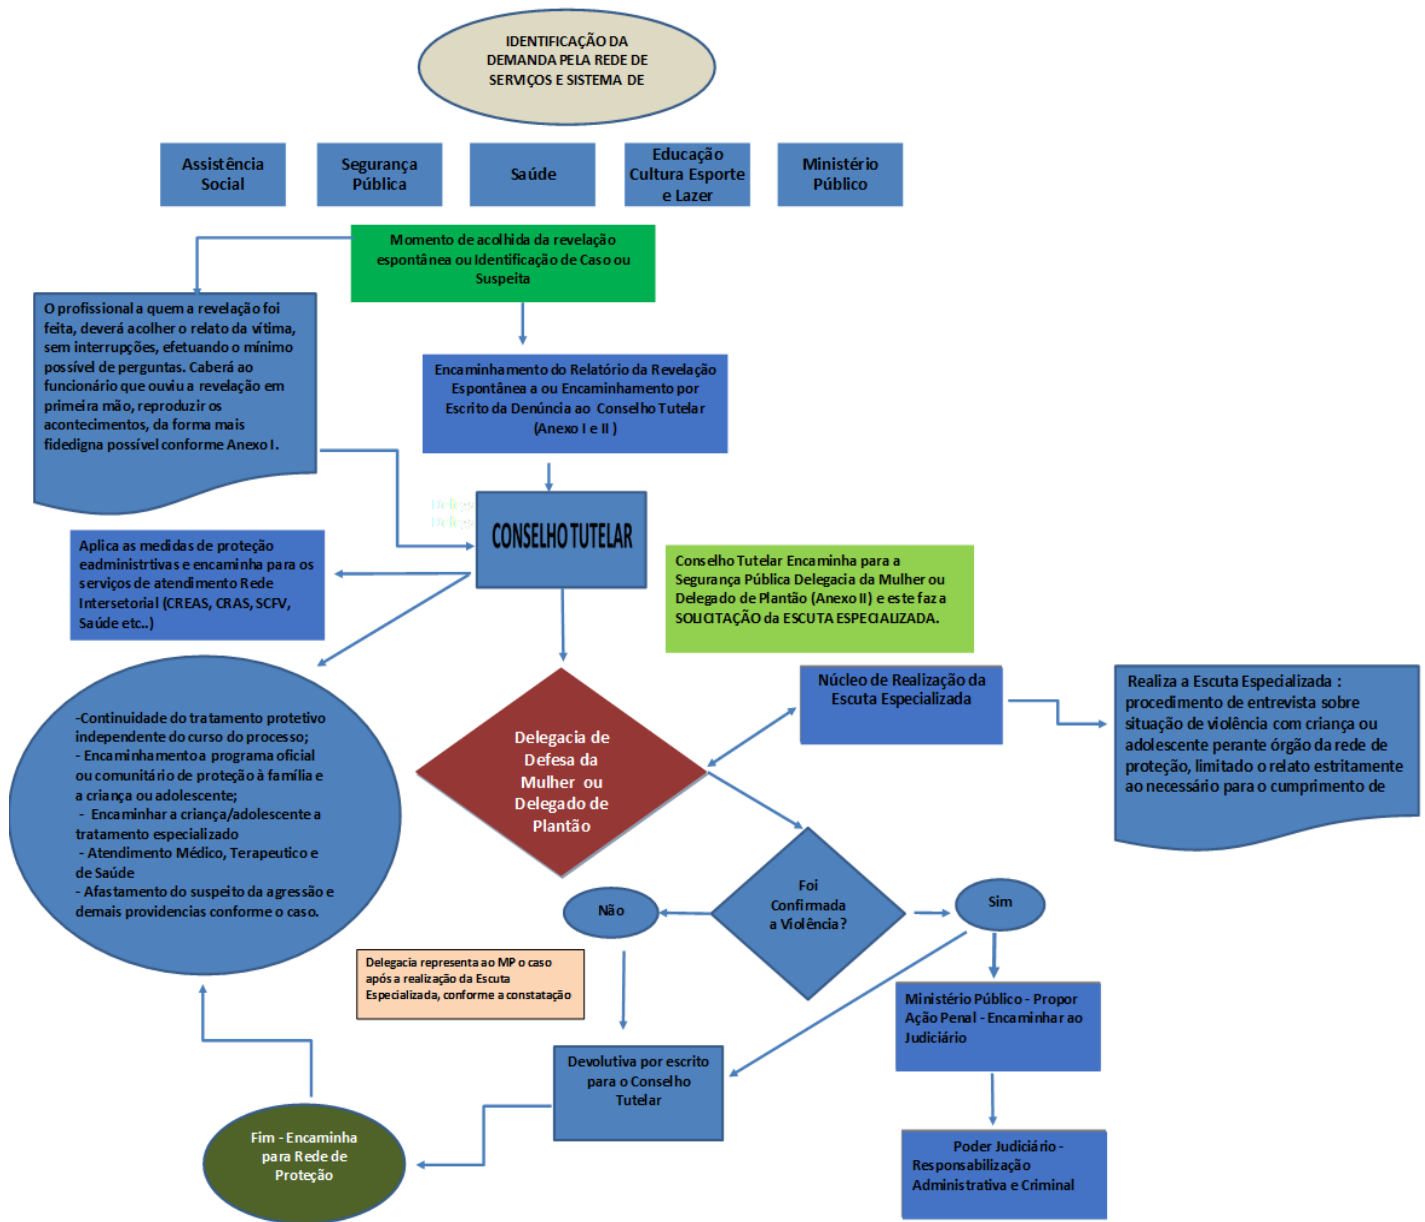 IDENTIFICAÇÃO DA
DEMANDA PELA REDE DE
SERVIÇOS E SISTEMA DE
Assistência
Social
Segurança
Pública
Saúde
Educação
Cultura Esporte
e Lazer
Ministério
Público
Momento de acolhida da revelação
espontânea ou Identificação de Caso ou
Suspeita
O profissional a quem a revelação foi
feita, deverá acolher o relato da vítima,
sem interrupções, efetuando o mínimo
possível de perguntas. Caberá ao
funcionário que ouviu a revelação em
primeira mão, reproduzir os
acontecimentos, da forma mais
fidedigna possível conforme Anexo I.
Encaminhamento do Relatório da Revelação
Espontânea a ou Encaminhamento por
Escrito da Denúncia ao Conselho Tutelar
(Anexo I e II )
CONSELHO TUTELAR
Aplica as medidas de proteção
eadministrtivas e encaminha para os
serviços de atendimento Rede
Intersetorial (CREAS, CRAS, SCFV,
Saúde etc..)
Conselho Tutelar Encaminha para a
Segurança Pública Delegacia da Mulher ou
Delegado de Plantão (Anexo II) e este faz a
SOLICITAÇÃO da ESCUTA ESPECIALIZADA.
-Continuidade do tratamento protetivo
independente do curso do processo;
- Encaminhamento a programa oficial
ou comunitário de proteção à família e
a criança ou adolescente;
- Encaminhar a criança/adolescente a
tratamento especializado
- Atendimento Médico, Terapeutico e
de Saúde
- Afastamento do suspeito da agressão e
demais providencias conforme o caso.
Delegacia de
Defesa da
Mulher ou
Delegado de
Plantão
Núcleo de Realização da
Escuta Especializada
Realiza a Escuta Especializada :
procedimento de entrevista sobre
situação de violência com criança ou
adolescente perante órgão da rede de
proteção, limitado o relato estritamente
ao necessário para o cumprimento de
Foi
Confirmada
a Violência?
Não
Sim
Delegacia representa ao MP o caso
após a realização da Escuta
Especializada, conforme a constatação
Ministério Público - Propor
Ação Penal - Encaminhar ao
Judiciário
Devolutiva por escrito
para o Conselho
Tutelar
Fim - Encaminha
para Rede de
Proteção
Poder Judiciário -
Responsabilização
Administrativa e Criminal